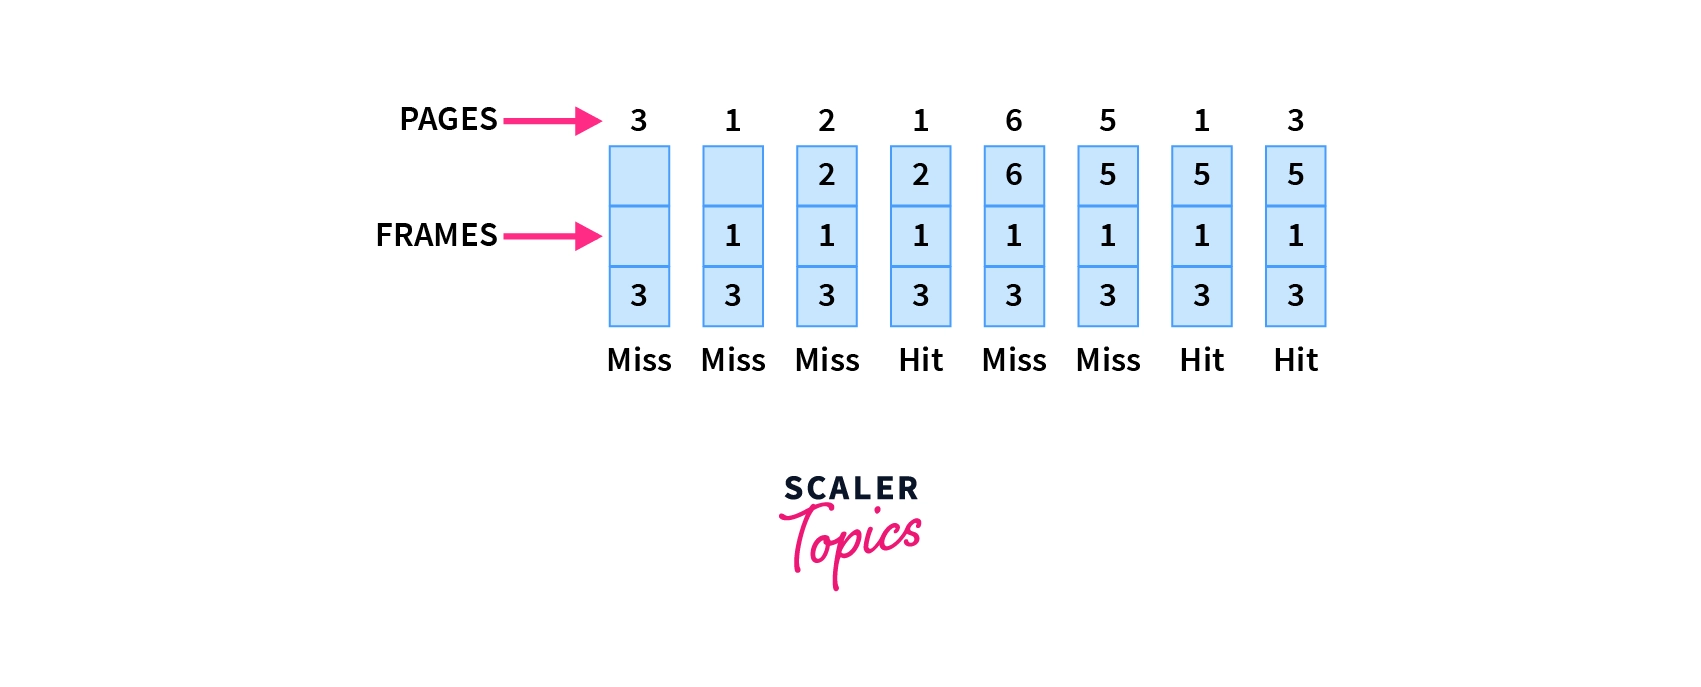 PAGES 3 1 2 1 6 5 1 3
2 2 6 5 5 5
FRAMES 1 1 1 1 1 1 1
3 3 3 3 3 3 3 3
Miss Miss Miss Hit Miss Miss Hit Hit
SCALER
Topics